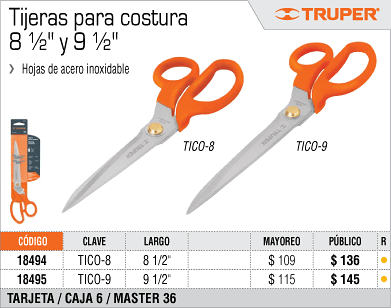 Tijeras para costura
8 ½" y 9 ½"
TRUPER
Hojas de acero inoxidable
TICO-8
TICO-9
CÓDIGO CLAVE LARGO MAYOREO PÚBLICO R
18494 TICO-8 8 1/2" $ 109 $ 136
18495 TICO-9 9 1/2" $ 115 $ 145
TARJETA / CAJA 6 / MASTER 36